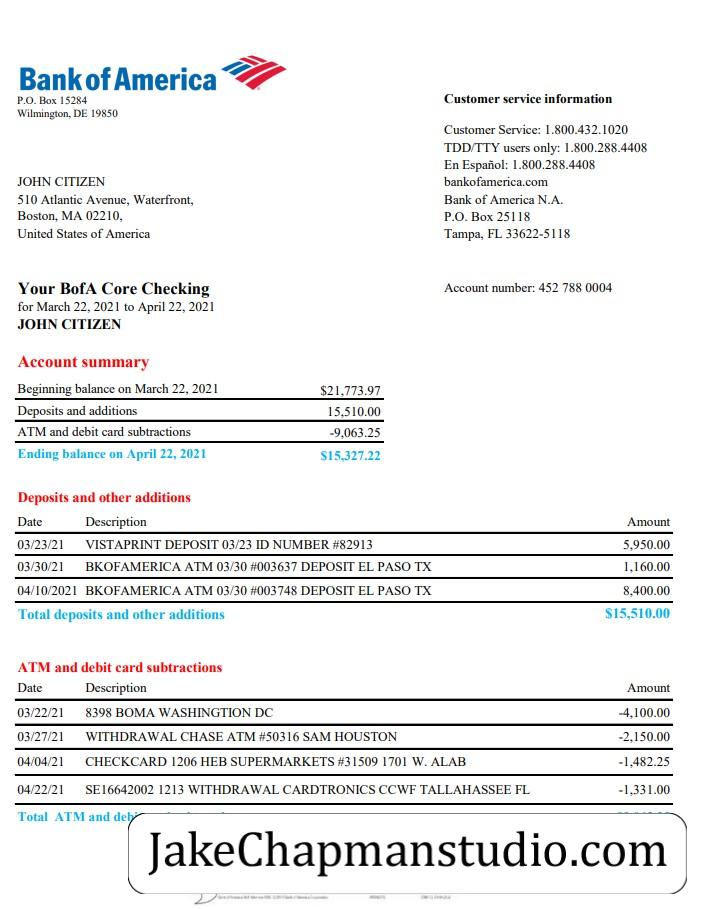 Bank of America
P.O. Box 15284
Wilmington, DE 19850
Customer service information
Customer Service: 1.800.432.1020
TDD/TTY users only: 1.800.288.4408
En Español: 1.800.288.4408
bankofamerica.com
Bank of America N.A.
P.O. Box 25118
Tampa, FL 33622-5118
JOHN CITIZEN
510 Atlantic Avenue, Waterfront,
Boston, MA 02210,
United States of America
Your BofA Core Checking
for March 22, 2021 to April 22, 2021
JOHN CITIZEN
Account number: 452 788 0004
Account summary
Beginning balance on March 22, 2021 $21,773.97
Deposits and additions 15,510.00
ATM and debit card subtractions -9,063.25
Ending balance on April 22, 2021 $15,327.22
Deposits and other additions
Date Description Amount
03/23/21 VISTAPRINT DEPOSIT 03/23 ID NUMBER #82913 5,950.00
03/30/21 BKOFAMERICA ATM 03/30 #003637 DEPOSIT EL PASO TX 1,160.00
04/10/2021 BKOFAMERICA ATM 03/30 #003748 DEPOSIT EL PASO TX 8,400.00
Total deposits and other additions $15,510.00
ATM and debit card subtractions
Date Description Amount
03/22/21 8398 BOMA WASHINGTION DC -4,100.00
03/27/21 WITHDRAWAL CHASE ATM #50316 SAM HOUSTON -2,150.00
04/04/21 CHECKCARD 1206 HEB SUPERMARKETS #31509 1701 W. ALAB -1,482.25
04/22/21 SE16642002 1213 WITHDRAWAL CARDTRONICS CCWF TALLAHASSEE FL -1,331.00
Total ATM and
JakeChapmanstudio.com